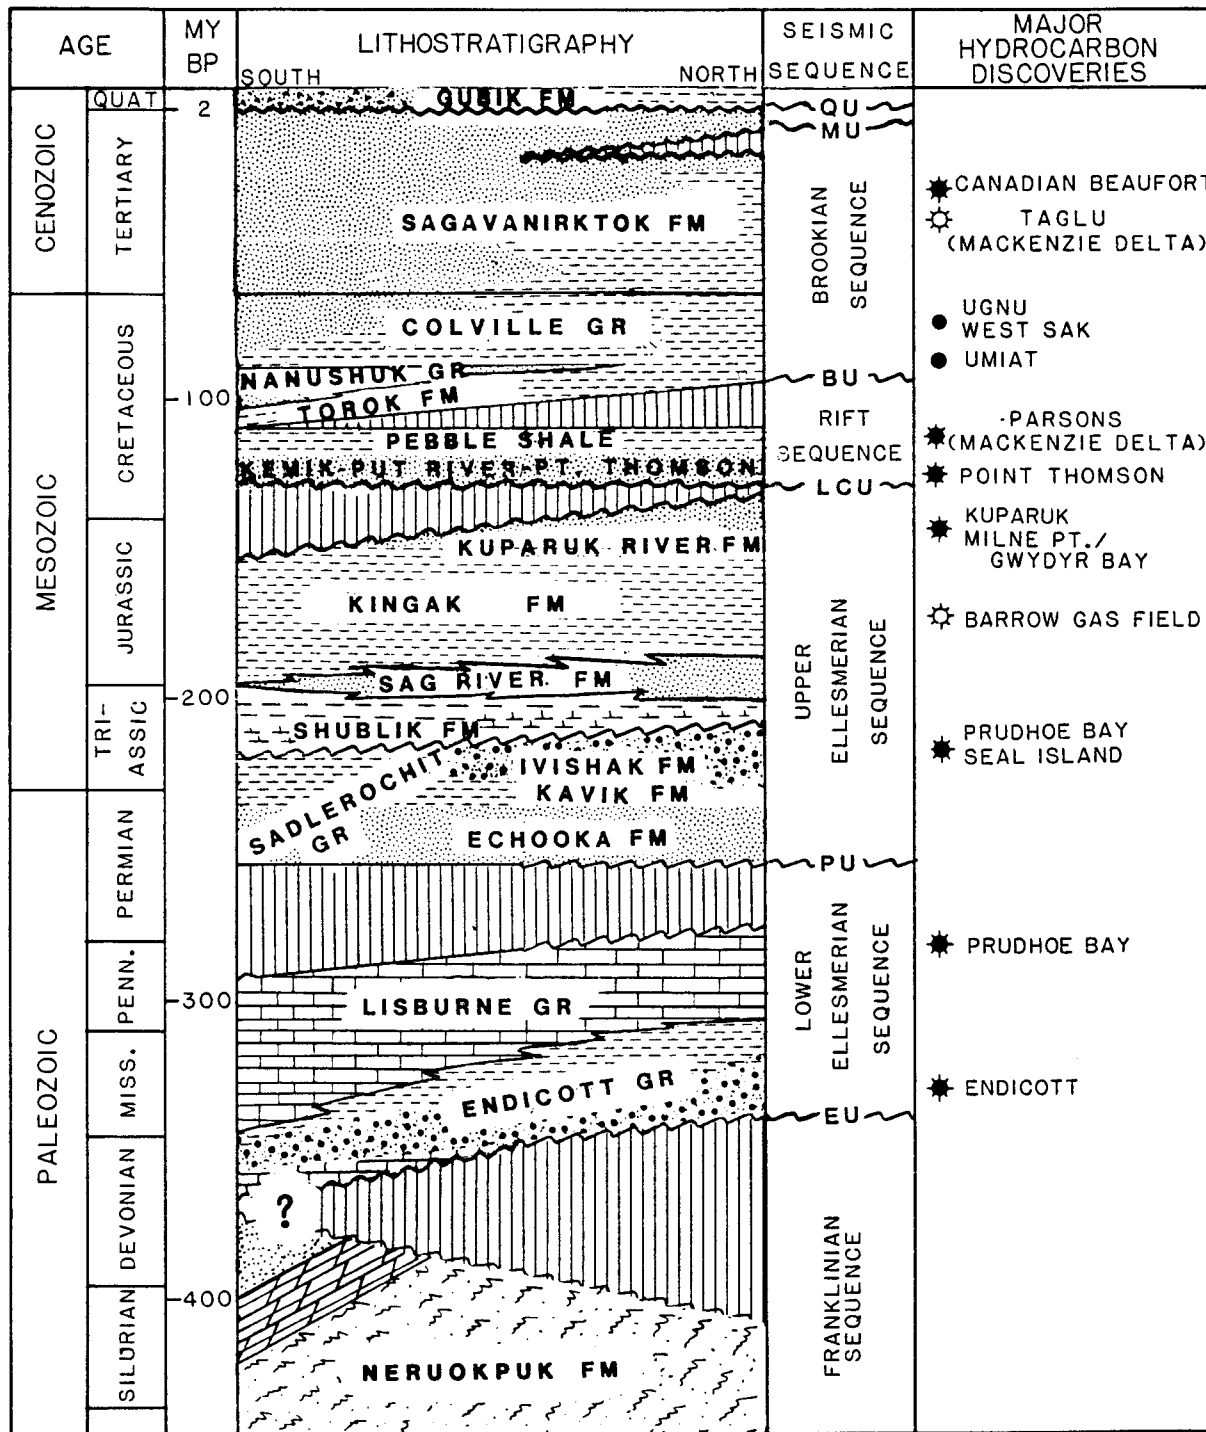 AGE
MY
BP
LITHOSTRATIGRAPHY
SOUTH
NORTH
SEISMIC
SEQUENCE
MAJOR
HYDROCARBON
DISCOVERIES
CENOZOIC
MESOZOIC
PALEOZOIC
QUAT
TERTIARY
CRETACEOUS
JURASSIC
TRI-
ASSIC
PERMIAN
PENN.
MISS.
DEVONIAN
SILURIAN
2
100
200
300
400
GUBIK FM
SAGAVANIRKTOK FM
COLVILLE GR
NANUSHUK GR
TOROK FM
PEBBLE SHALE
KEMIK-PUT RIVER-PT. THOMSON
KUPARUK RIVER FM
KINGAK FM
SAG RIVER FM
SHUBLIK FM
SADLEROCHIT
GR
IVISHAK FM
KAVIK FM
ECHOOKA FM
LISBURNE GR
ENDICOTT GR
?
NERUOKPUK FM
QU
MU
BROOKIAN
SEQUENCE
BU
RIFT
SEQUENCE
LCU
UPPER
ELLESMERIAN
SEQUENCE
PU
LOWER
ELLESMERIAN
SEQUENCE
EU
FRANKLINIAN
SEQUENCE
CANADIAN BEAUFORT
TAGLU
(MACKENZIE DELTA)
UGNU
WEST SAK
UMIAT
PARSONS
(MACKENZIE DELTA)
POINT THOMSON
KUPARUK
MILNE PT./
GWYDYR BAY
BARROW GAS FIELD
PRUDHOE BAY
SEAL ISLAND
PRUDHOE BAY
ENDICOTT